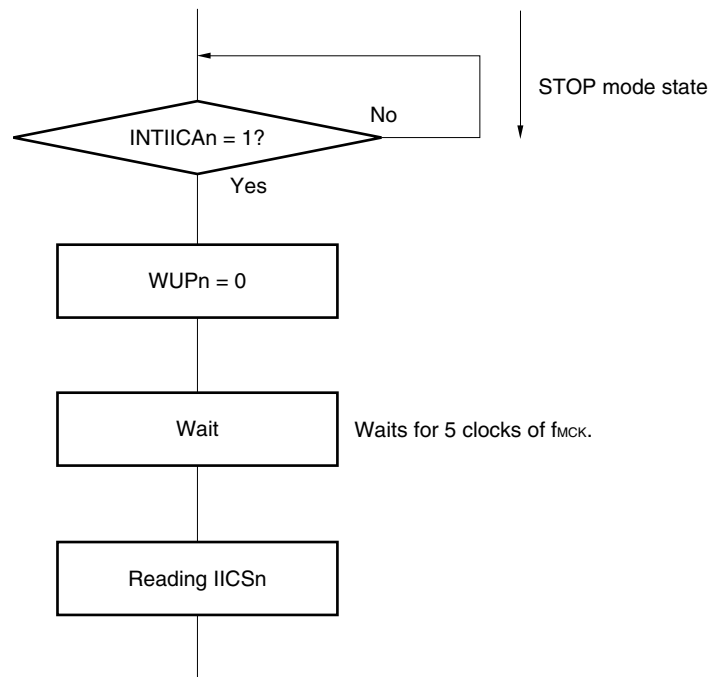 STOP mode state
No
INTIICAn = 1?
Yes
WUPn = 0
Wait
Waits for 5 clocks of fMCK.
Reading IICSn